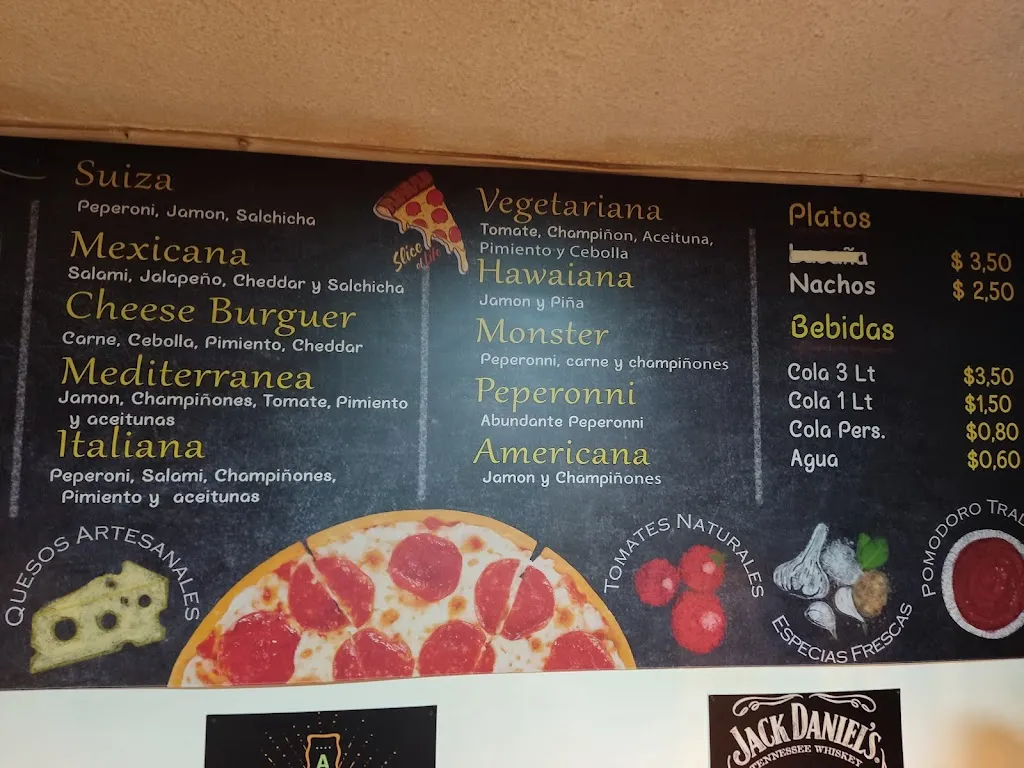 Suiza
Peperoni, Jamon, Salchicha
Mexicana
Salami, Jalapeño, Cheddar y Salchicha
Cheese Burguer
Carne, Cebolla, Pimiento, Cheddar
Mediterranea
Jamon, Champiñones, Tomate, Pimiento
y aceitunas
Italiana
Peperoni, Salami, Champiñones,
Pimiento y aceitunas
Slice
of life
Vegetariana
Tomate, Champiñon, Aceituna,
Pimiento y Cebolla
Hawaiana
Jamon y Piña
Monster
Peperonni, carne y champiñones
Peperonni
Abundante Peperonni
Americana
Jamon y Champiñones
Platos
$ 3,50
Nachos $ 2,50
Bebidas
Cola 3 Lt $3,50
Cola 1 Lt $1,50
Cola Pers. $0,80
Agua $0,60
QUESOS ARTESANALES
TOMATES NATURALES
ESPECIAS FRESCAS
POMODORO
A
JACK DANIEL'S
TENNESSEE WHISKEY